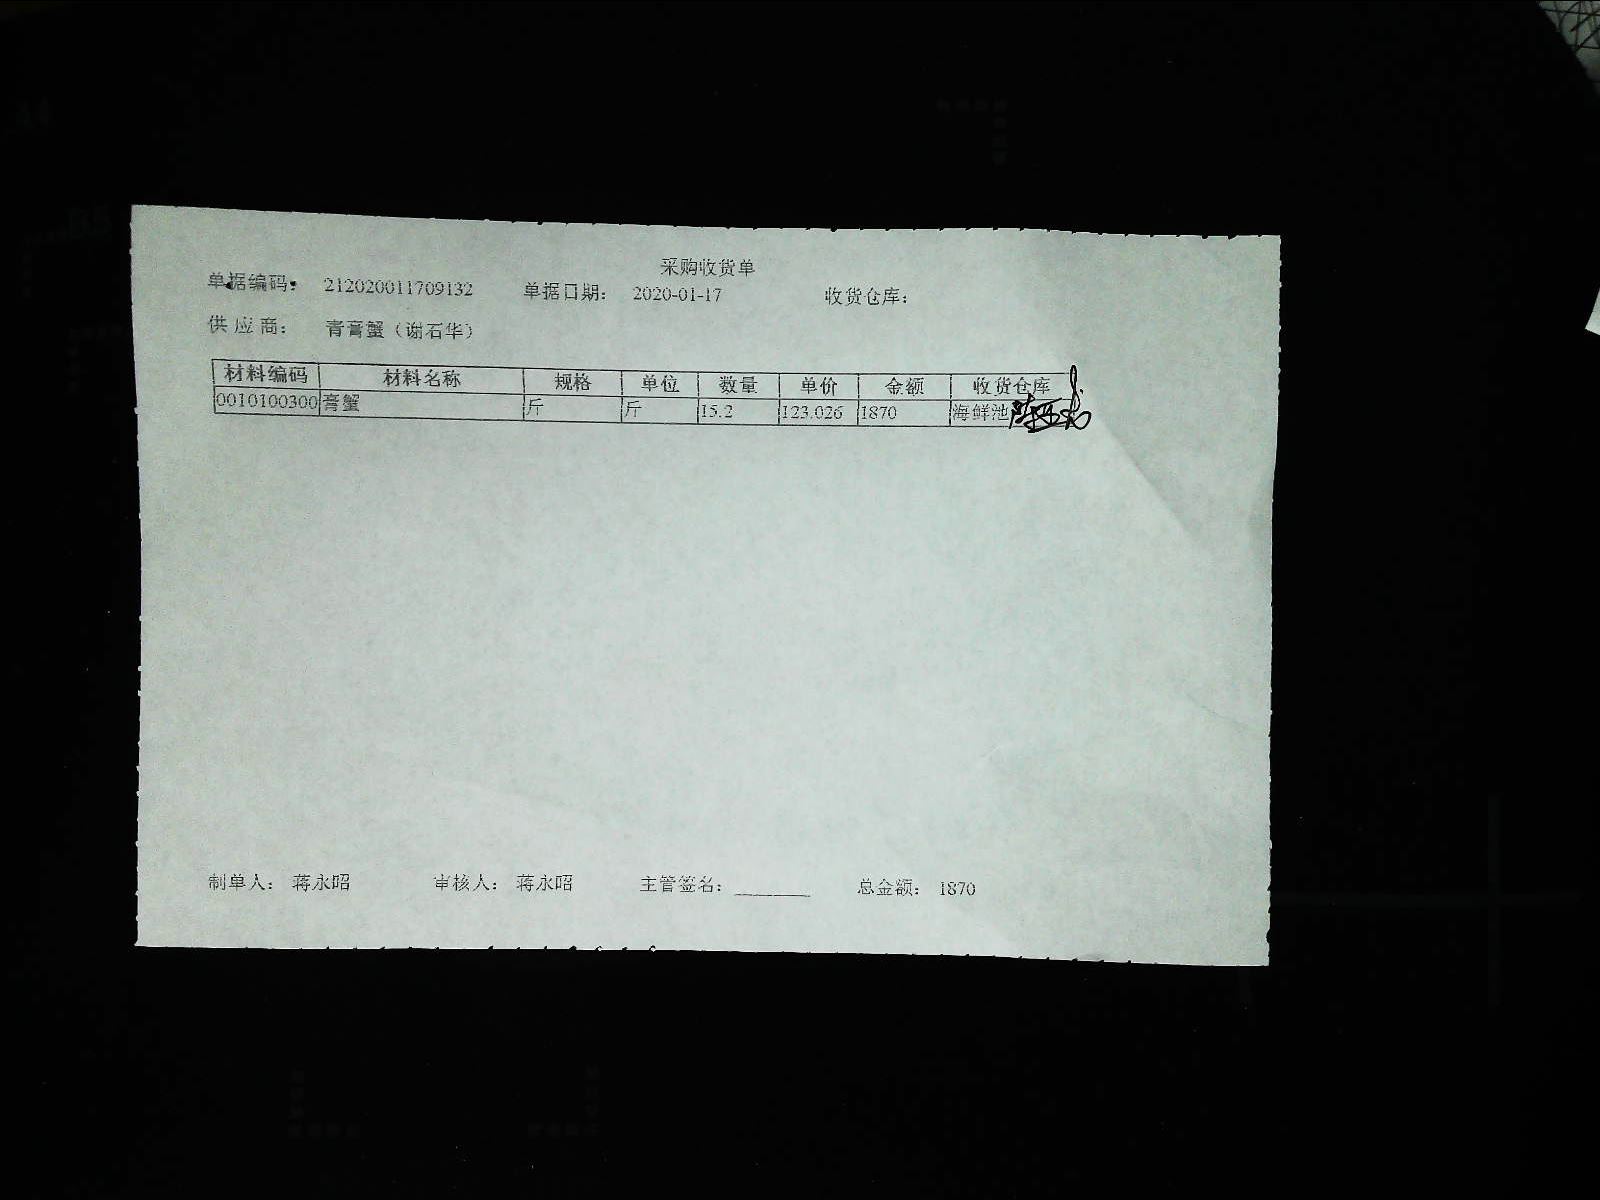 采购收货单
单据编码： 212020011709132 单据日期： 2020-01-17 收货仓库：
供应商： 青膏蟹（谢石华）
材料编码 材料名称 规格 单位 数量 单价 金额 收货仓库
0010100300 膏蟹 斤 斤 15.2 123.026 1870 海鲜池
制单人： 蒋永昭 审核人： 蒋永昭 主管签名： 总金额： 1870